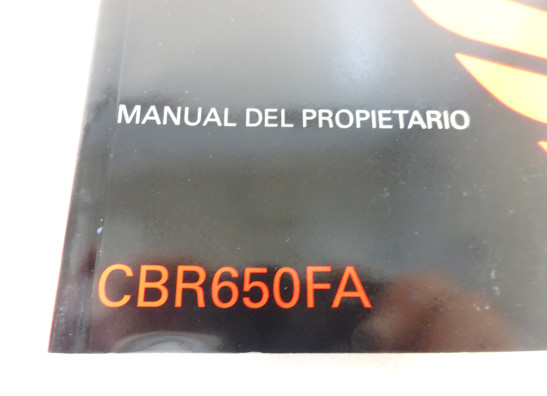 MANUAL DEL PROPIETARIO
CBR650FA